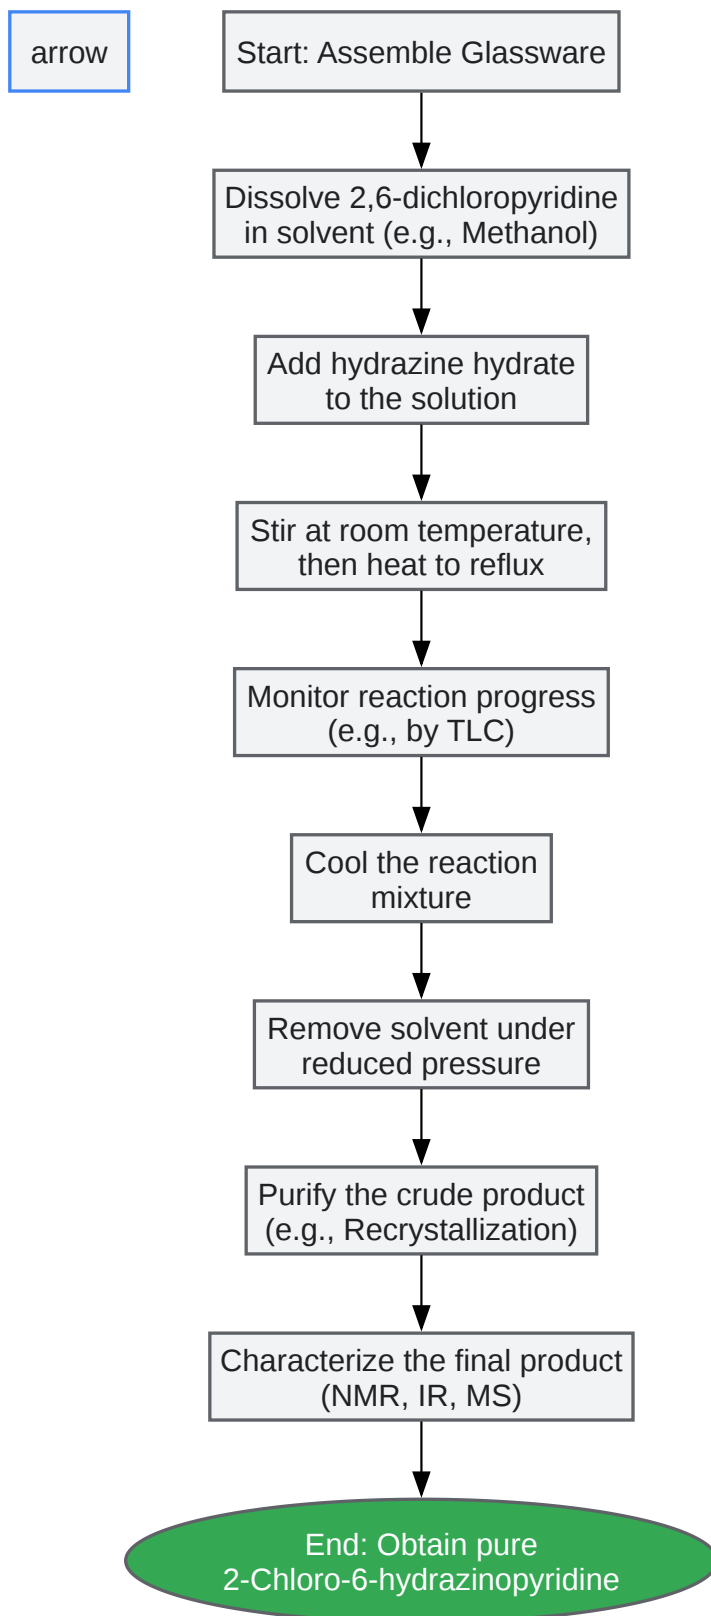 arrow
Start: Assemble Glassware
Dissolve 2,6-dichloropyridine
in solvent (e.g., Methanol)
Add hydrazine hydrate
to the solution
Stir at room temperature,
then heat to reflux
Monitor reaction progress
(e.g., by TLC)
Cool the reaction
mixture
Remove solvent under
reduced pressure
Purify the crude product
(e.g., Recrystallization)
Characterize the final product
(NMR, IR, MS)
End: Obtain pure
2-Chloro-6-hydrazinopyridine